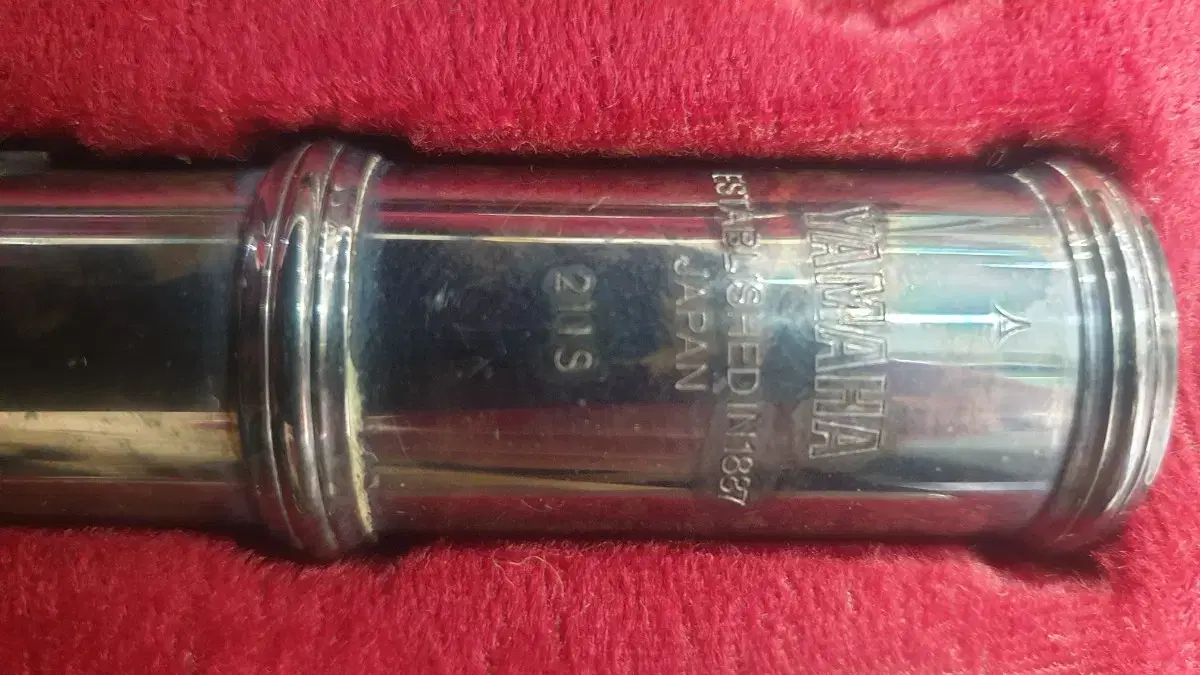 YAMAHA
ESTABLISHED IN 1887
JAPAN
211S